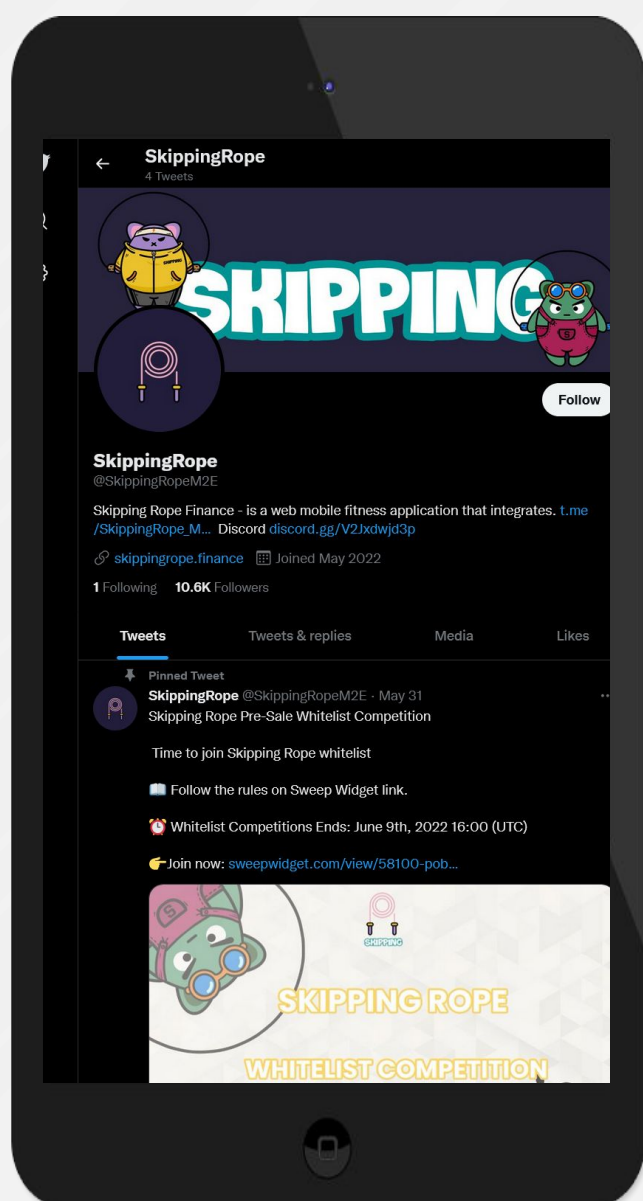 SkippingRope
4 Tweets
SKIPPING
Follow
SkippingRope
@SkippingRopeM2E
Skipping Rope Finance - is a web mobile fitness application that integrates. t.me
/SkippingRope_M... Discord discord.gg/V2Jxdwjd3p
skippingrope.finance Joined May 2022
1 Following 10.6K Followers
Tweets Tweets & replies Media Likes
Pinned Tweet
SkippingRope @SkippingRopeM2E · May 31
Skipping Rope Pre-Sale Whitelist Competition
Time to join Skipping Rope whitelist
📖 Follow the rules on Sweep Widget link.
⏰ Whitelist Competitions Ends: June 9th, 2022 16:00 (UTC)
👉Join now: sweepwidget.com/view/58100-pob...
S
SKIPPING
SKIPPING ROPE
WHITELIST COMPETITION